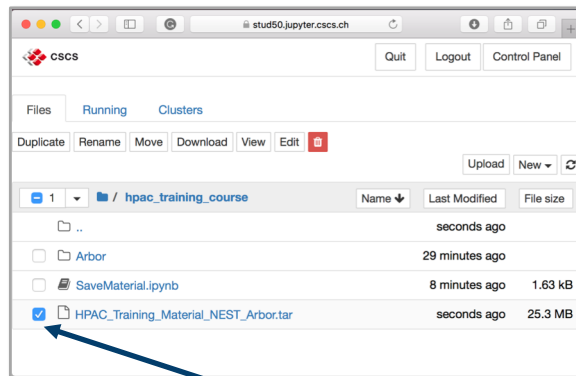 stud50.jupyter.cscs.ch
CSCS
Quit Logout Control Panel
Files Running Clusters
Duplicate Rename Move Download View Edit
Upload New
1 / hpac_training_course Name Last Modified File size
.. seconds ago
Arbor 29 minutes ago
SaveMaterial.ipynb 8 minutes ago 1.63 kB
HPAC_Training_Material_NEST_Arbor.tar seconds ago 25.3 MB